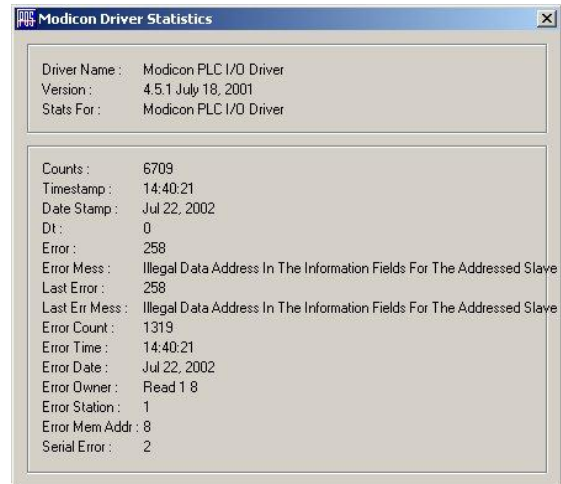 Modicon Driver Statistics
Driver Name : Modicon PLC I/O Driver
Version : 4.5.1 July 18, 2001
Stats For : Modicon PLC I/O Driver
Counts : 6709
Timestamp : 14:40:21
Date Stamp : Jul 22, 2002
Dt : 0
Error : 258
Error Mess : Illegal Data Address In The Information Fields For The Addressed Slave
Last Error : 258
Last Err Mess : Illegal Data Address In The Information Fields For The Addressed Slave
Error Count : 1319
Error Time : 14:40:21
Error Date : Jul 22, 2002
Error Owner : Read 1 8
Error Station : 1
Error Mem Addr : 8
Serial Error : 2